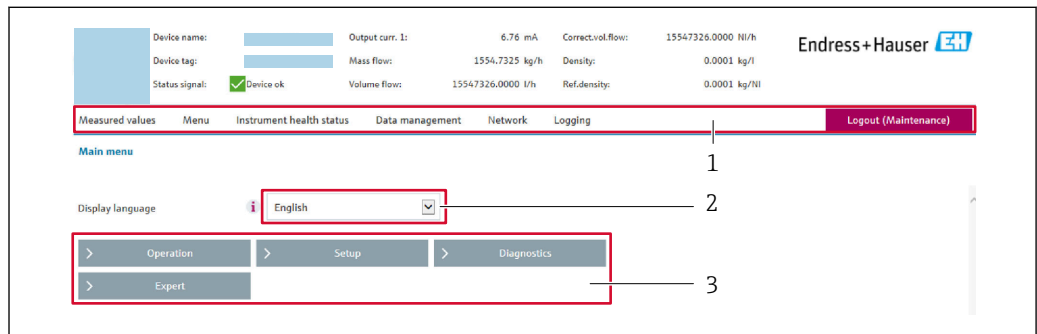 Device name: Output curr. 1: 6.76 mA Correct.vol.flow: 15547326.0000 Nl/h
Device tag: Mass flow: 1554.7325 kg/h Density: 0.0001 kg/l
Status signal: Device ok Volume flow: 15547326.0000 l/h Ref.density: 0.0001 kg/Nl
Endress+Hauser EH
Measured values Menu Instrument health status Data management Network Logging Logout (Maintenance)
1
Main menu
Display language i English 2
> Operation > Setup > Diagnostics
> Expert 3